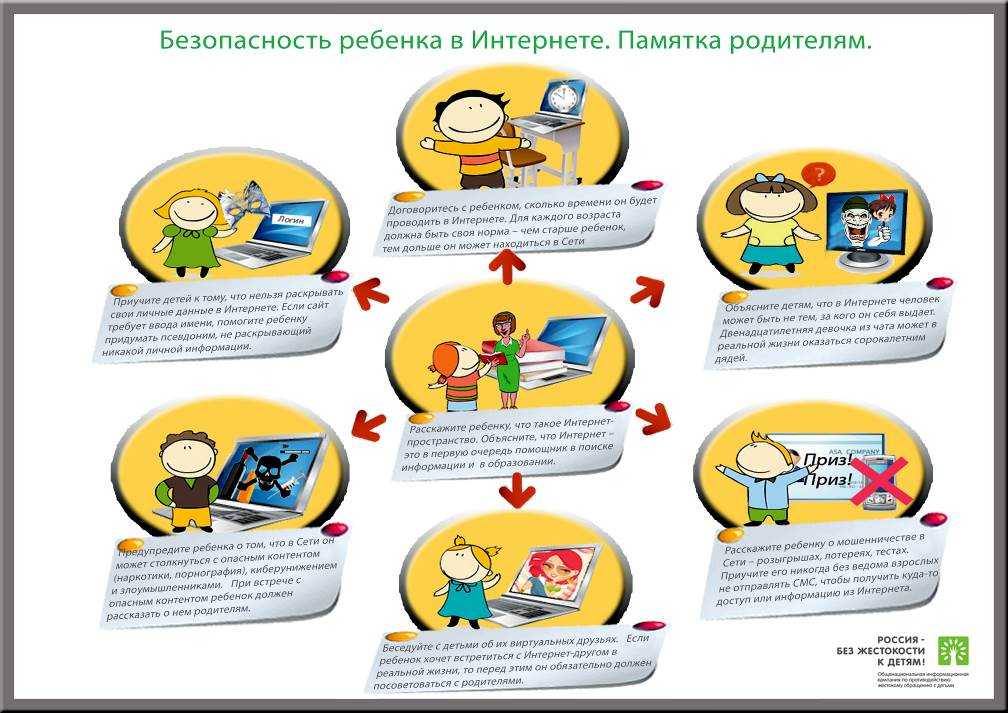 Безопасность ребенка в Интернете. Памятка родителям.
Договоритесь с ребенком, сколько времени он будет
проводить в Интернете. Для каждого возраста
должна быть своя норма – чем старше ребенок,
тем дольше он может находиться в Сети
Логин
Приучите детей к тому, что нельзя раскрывать
свои личные данные в Интернете. Если сайт
требует ввода имени, помогите ребенку
придумать псевдоним, не раскрывающий
никакой личной информации.
?
Объясните детям, что в Интернете человек
может быть не тем, за кого он себя выдает.
Двенадцатилетняя девочка из чата может в
реальной жизни оказаться сорокалетним
дядей.
Расскажите ребенку, что такое Интернет-
пространство. Объясните, что Интернет –
это в первую очередь помощник в поиске
информации и в образовании.
Предупредите ребенка о том, что в Сети он
может столкнуться с опасным контентом
(наркотики, порнография), киберунижением
и злоумышленниками. При встрече с
опасным контентом ребенок должен
рассказать о нем родителям.
ASA COMPANY
Приз!
Приз!
Расскажите ребенку о мошенничестве в
Сети – розыгрышах, лотереях, тестах.
Приучите его никогда без ведома взрослых
не отправлять СМС, чтобы получить куда-то
доступ или информацию из Интернета.
Беседуйте с детьми об их виртуальных друзьях. Если
ребенок хочет встретиться с Интернет-другом в
реальной жизни, то перед этим он обязательно должен
посоветоваться с родителями.
РОССИЯ -
БЕЗ ЖЕСТОКОСТИ
К ДЕТЯМ!
Общенациональная информационная
кампания по противодействию
жестокому обращению с детьми